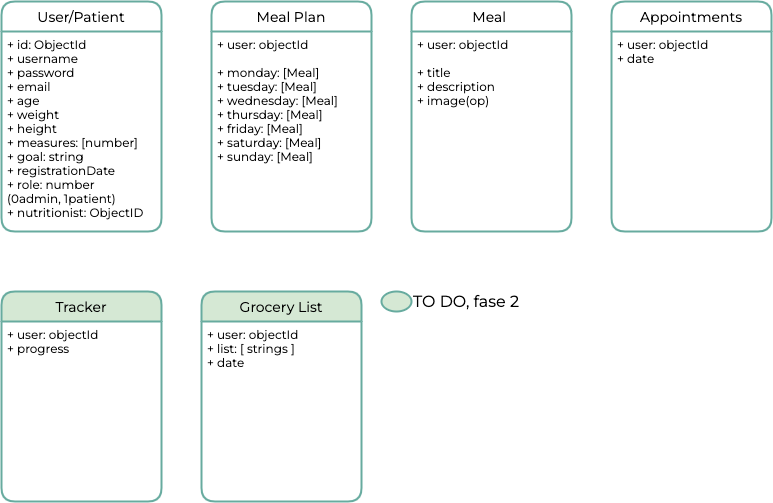 User/Patient
+ id: ObjectId
+ username
+ password
+ email
+ age
+ weight
+ height
+ measures: [number]
+ goal: string
+ registrationDate
+ role: number
(0admin, 1patient)
+ nutritionist: ObjectID
Meal Plan
+ user: objectId
+ monday: [Meal]
+ tuesday: [Meal]
+ wednesday: [Meal]
+ thursday: [Meal]
+ friday: [Meal]
+ saturday: [Meal]
+ sunday: [Meal]
Meal
+ user: objectId
+ title
+ description
+ image(op)
Appointments
+ user: objectId
+ date
Tracker
+ user: objectId
+ progress
Grocery List
+ user: objectId
+ list: [ strings ]
+ date
TO DO, fase 2